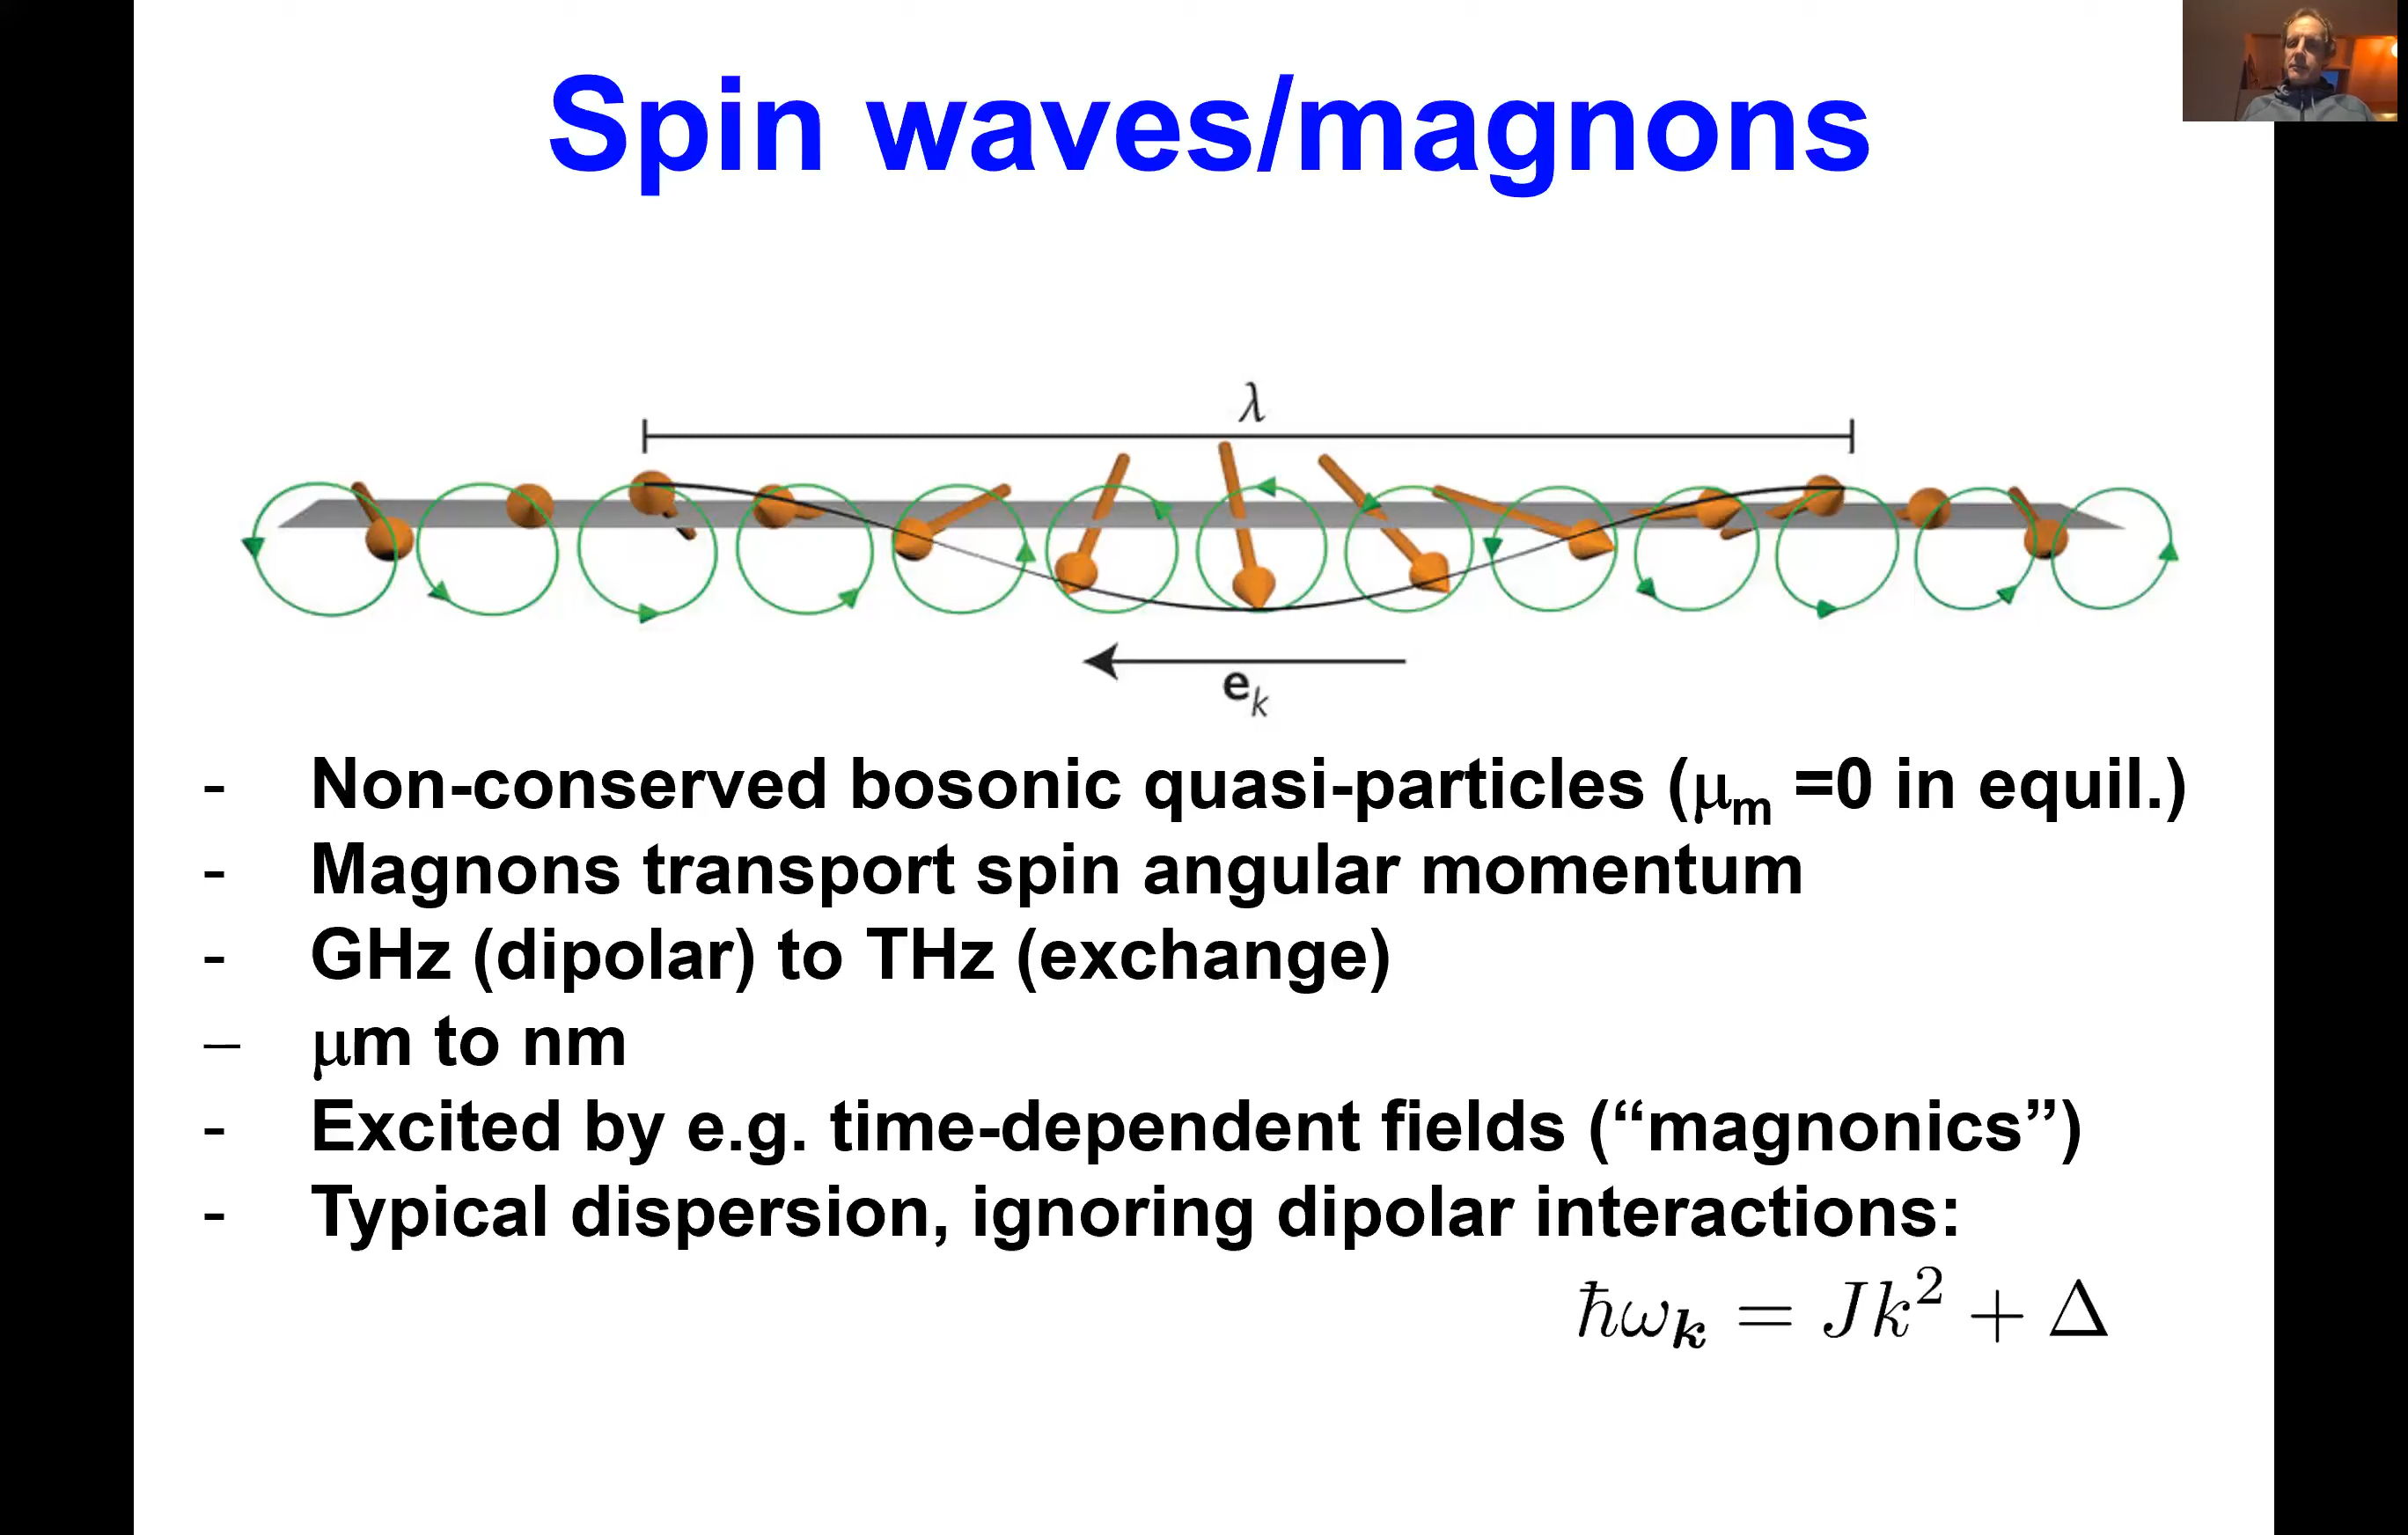 Spin waves/magnons
λ
e_k
- Non-conserved bosonic quasi-particles (μ_m =0 in equil.)
- Magnons transport spin angular momentum
- GHz (dipolar) to THz (exchange)
– μm to nm
- Excited by e.g. time-dependent fields (“magnonics”)
- Typical dispersion, ignoring dipolar interactions:
ħω_k = Jk² + Δ